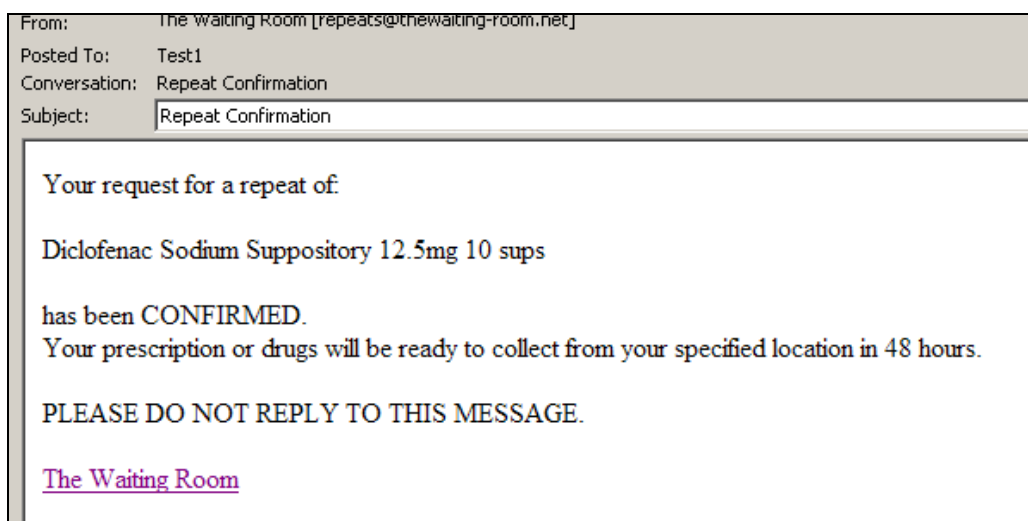 From: The Waiting Room [repeats@thewaiting-room.net]
Posted To: Test1
Conversation: Repeat Confirmation
Subject: Repeat Confirmation
Your request for a repeat of:
Diclofenac Sodium Suppository 12.5mg 10 sups
has been CONFIRMED.
Your prescription or drugs will be ready to collect from your specified location in 48 hours.
PLEASE DO NOT REPLY TO THIS MESSAGE.
The Waiting Room